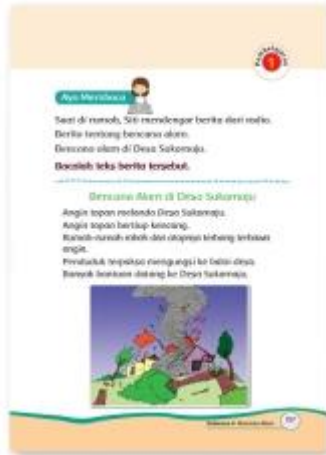 Pembelajaran
1
Ayo Membaca
Saat di rumah, Siti mendengar berita dari radio.
Berita tentang bencana alam.
Bencana alam di Desa Sukamaju.
Bacalah teks berita tersebut.
Bencana Alam di Desa Sukamaju
Angin topan melanda Desa Sukamaju.
Angin topan bertiup kencang.
Rumah-rumah roboh dan atapnya terbang terbawa
angin.
Penduduk terpaksa mengungsi ke balai desa.
Banyak bantuan datang ke Desa Sukamaju.